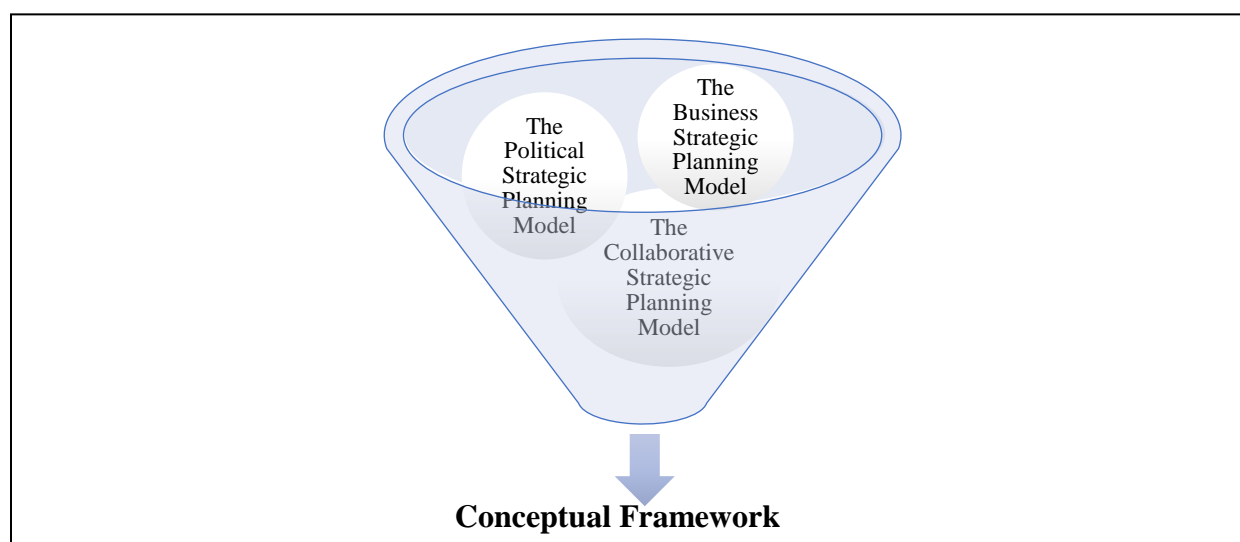 The
Political
Strategic
Planning
Model
The
Business
Strategic
Planning
Model
The
Collaborative
Strategic
Planning
Model
Conceptual Framework